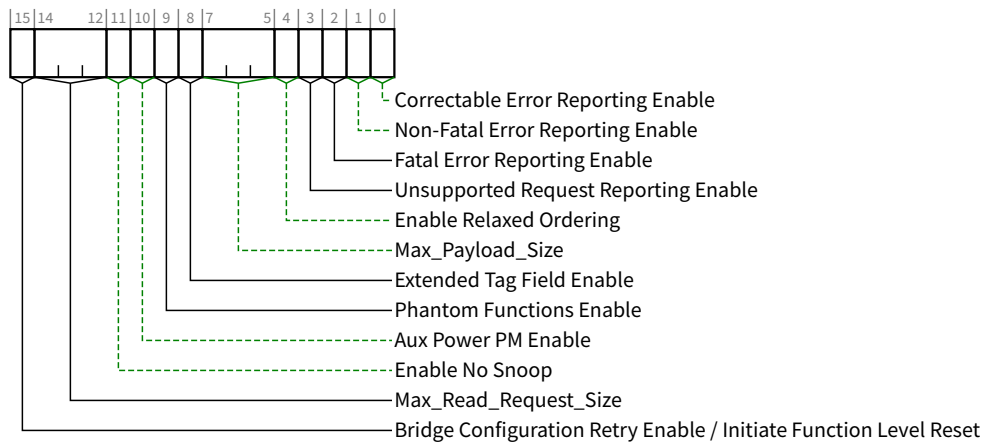 15 14 12 11 10 9 8 7 5 4 3 2 1 0
Correctable Error Reporting Enable
Non-Fatal Error Reporting Enable
Fatal Error Reporting Enable
Unsupported Request Reporting Enable
Enable Relaxed Ordering
Max_Payload_Size
Extended Tag Field Enable
Phantom Functions Enable
Aux Power PM Enable
Enable No Snoop
Max_Read_Request_Size
Bridge Configuration Retry Enable / Initiate Function Level Reset